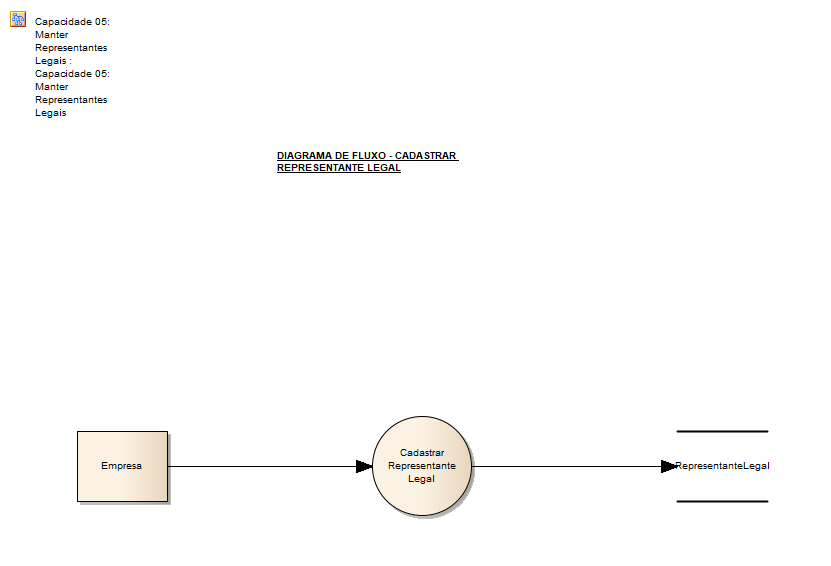 Capacidade 05:
Manter
Representantes
Legais :
Capacidade 05:
Manter
Representantes
Legais
DIAGRAMA DE FLUXO - CADASTRAR
REPRESENTANTE LEGAL
Empresa
Cadastrar
Representante
Legal
RepresentanteLegal